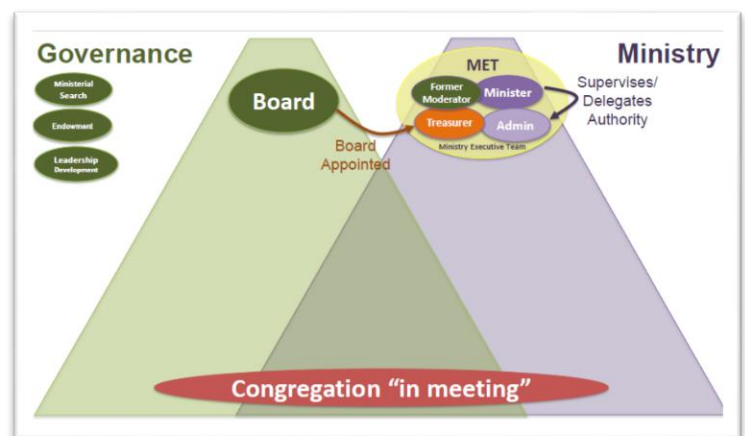 Governance
Ministerial
Search
Endowment
Leadership
Development
Board
Board
Appointed
MET
Former
Moderator
Minister
Treasurer
Admin
Ministry Executive Team
Ministry
Supervises/
Delegates
Authority
Congregation “in meeting”